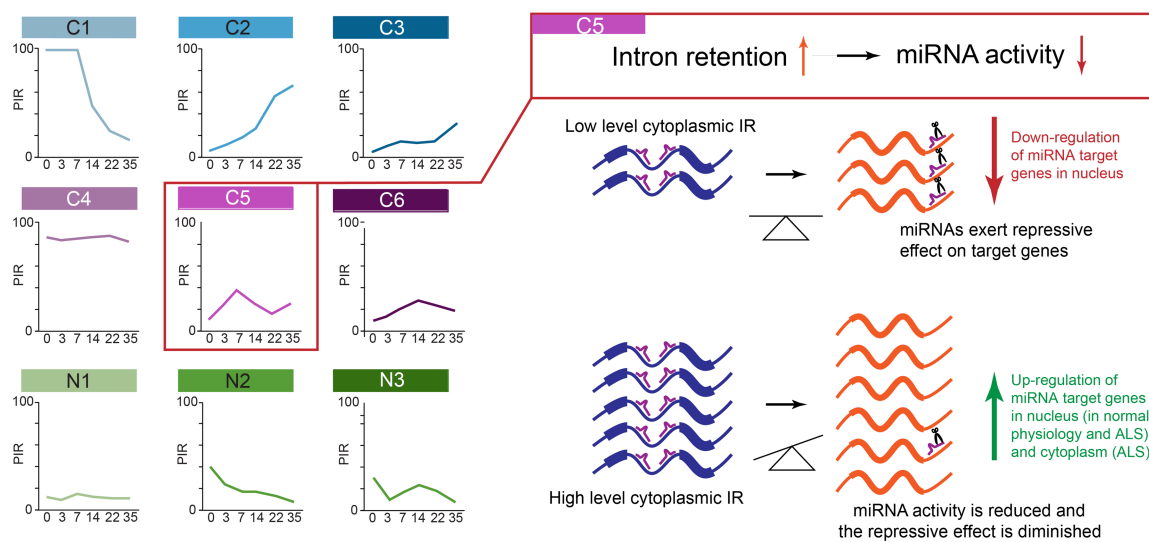 C1
100
PIR
0
0 3 7 14 22 35
C2
100
PIR
0
0 3 7 14 22 35
C3
100
PIR
0
0 3 7 14 22 35
C4
100
PIR
0
0 3 7 14 22 35
C5
100
PIR
0
0 3 7 14 22 35
C6
100
PIR
0
0 3 7 14 22 35
N1
100
PIR
0
0 3 7 14 22 35
N2
100
PIR
0
0 3 7 14 22 35
N3
100
PIR
0
0 3 7 14 22 35
C5
Intron retention miRNA activity
Low level cytoplasmic IR
Down-regulation
of miRNA target
genes in nucleus
miRNAs exert repressive
effect on target genes
High level cytoplasmic IR
Up-regulation of
miRNA target genes
in nucleus (in normal
physiology and ALS)
and cytoplasm (ALS)
miRNA activity is reduced and
the repressive effect is diminished